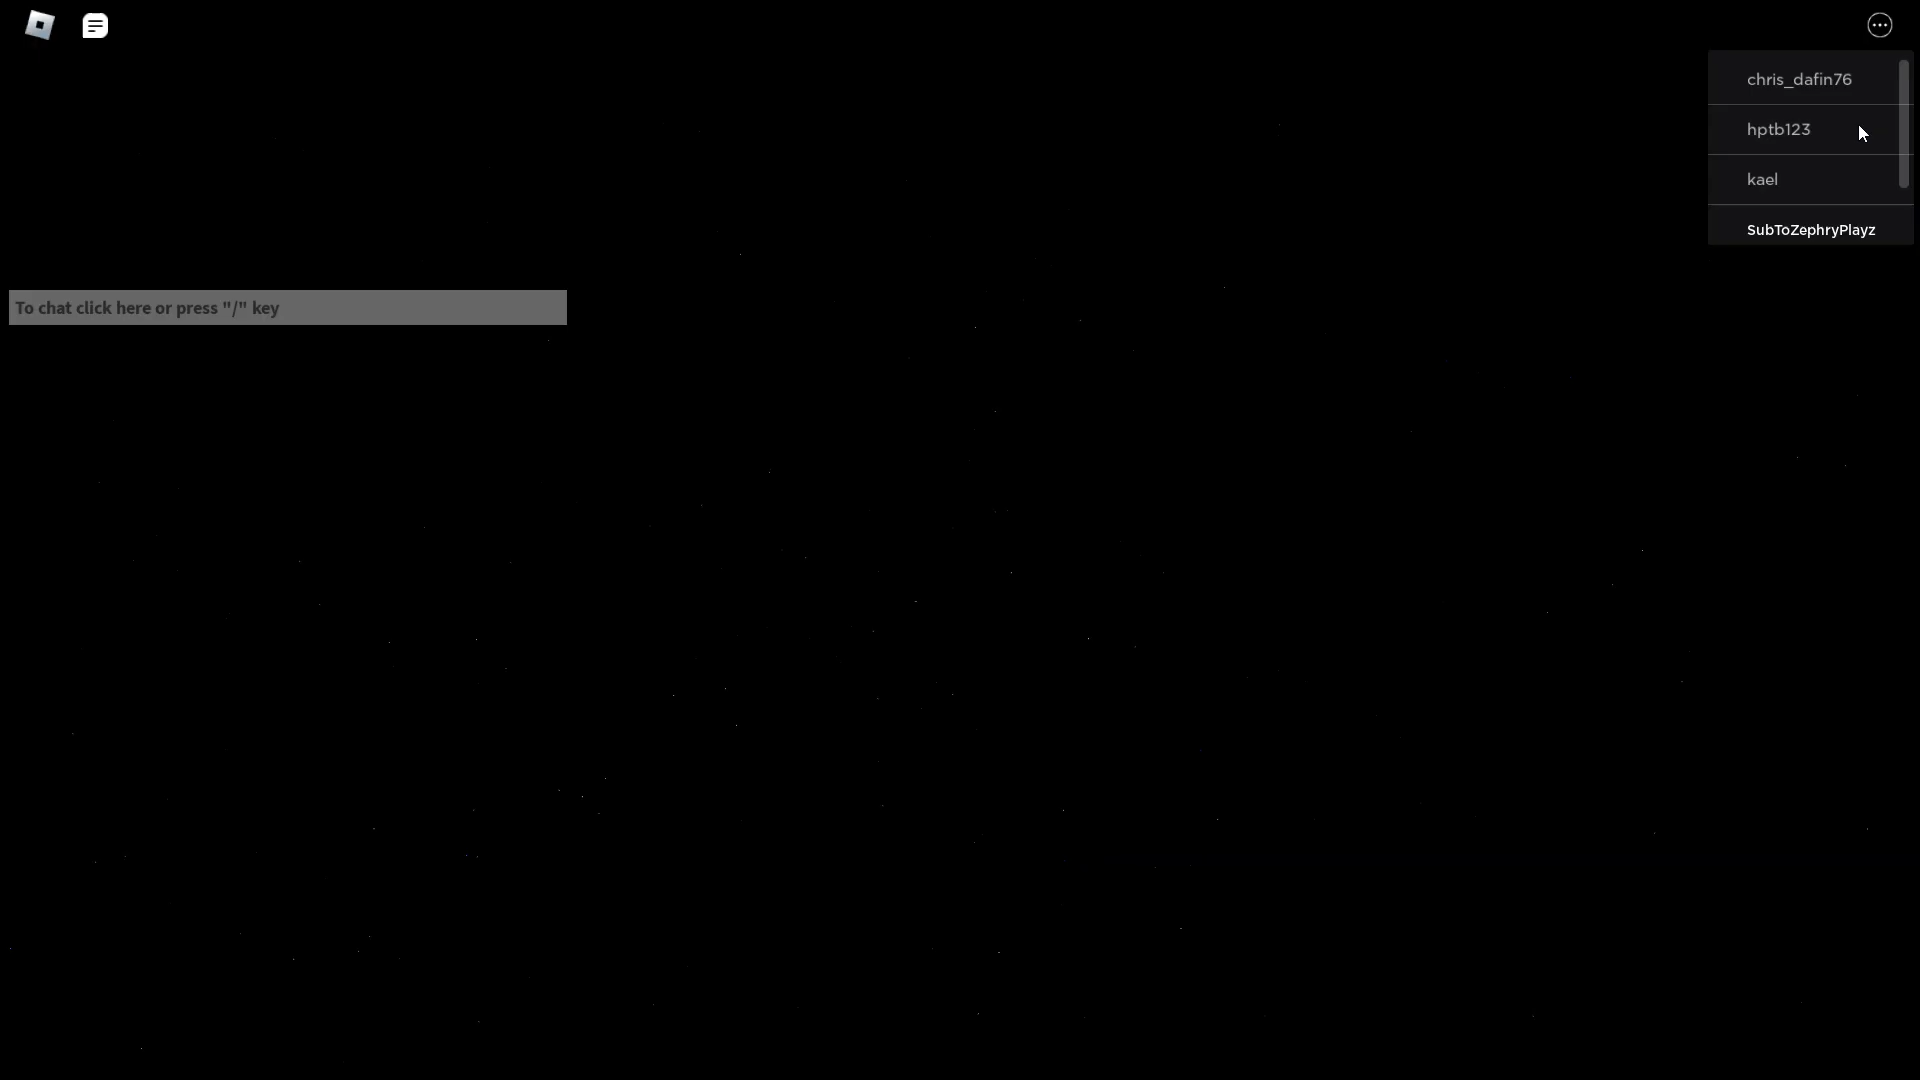 chris_dafin76
hptb123
kael
SubToZephryPlayz
To chat click here or press "/" key